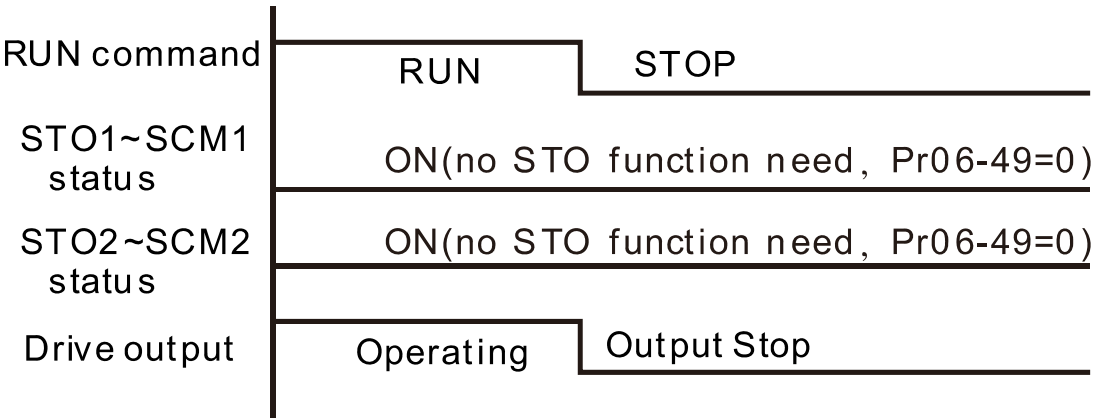 RUN command
RUN
STOP
STO1~SCM1
status
ON(no STO function need, Pr06-49=0)
STO2~SCM2
status
ON(no STO function need, Pr06-49=0)
Drive output
Operating
Output Stop